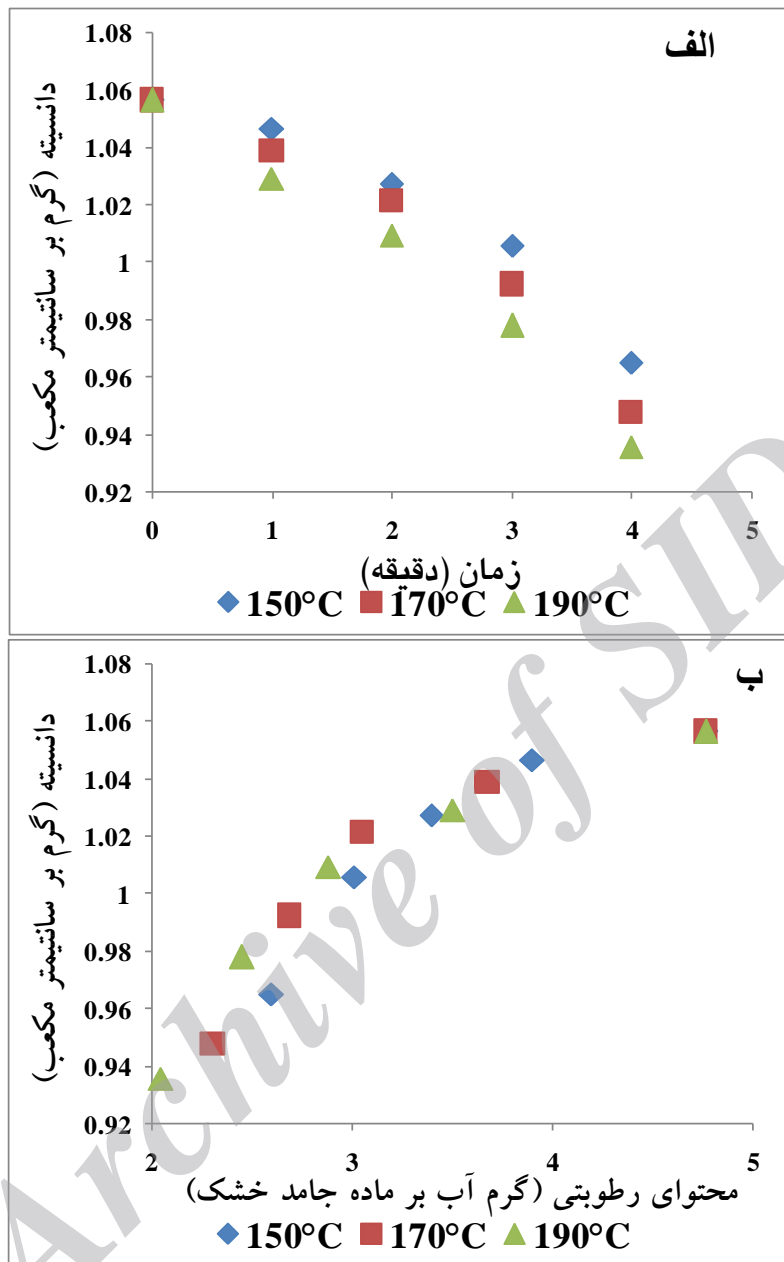 الف
1.08
1.06
1.04
1.02
1
0.98
0.96
0.94
0.92
دانسیته (گرم بر سانتیمتر مکعب)
0 1 2 3 4 5
زمان (دقیقه)
150°C 170°C 190°C
ب
1.08
1.06
1.04
1.02
1
0.98
0.96
0.94
0.92
دانسیته (گرم بر سانتیمتر مکعب)
2 3 4 5
محتوای رطوبتی (گرم آب بر ماده جامد خشک)
150°C 170°C 190°C
Archive of SID